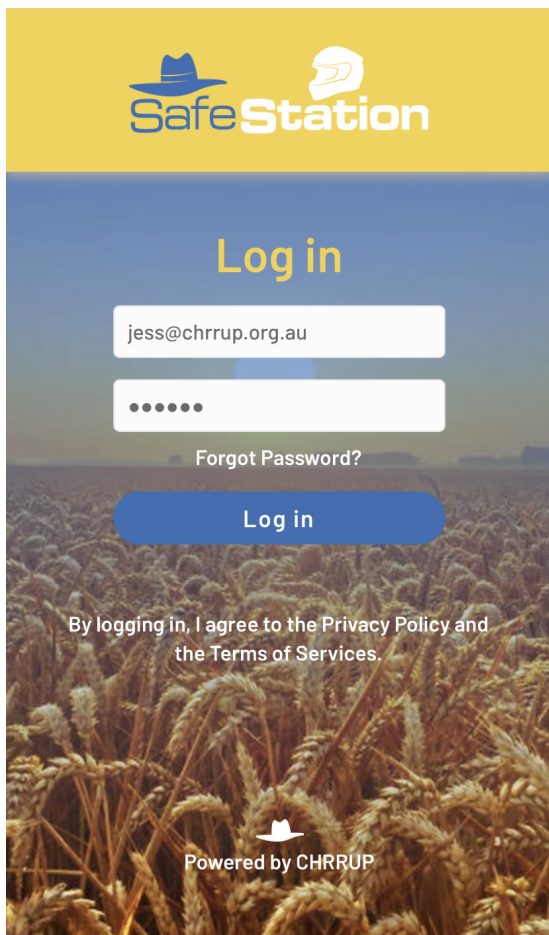 SafeStation
Log in
jess@chrrup.org.au
●●●●●●
Forgot Password?
Log in
By logging in, I agree to the Privacy Policy and
the Terms of Services.
Powered by CHRRUP